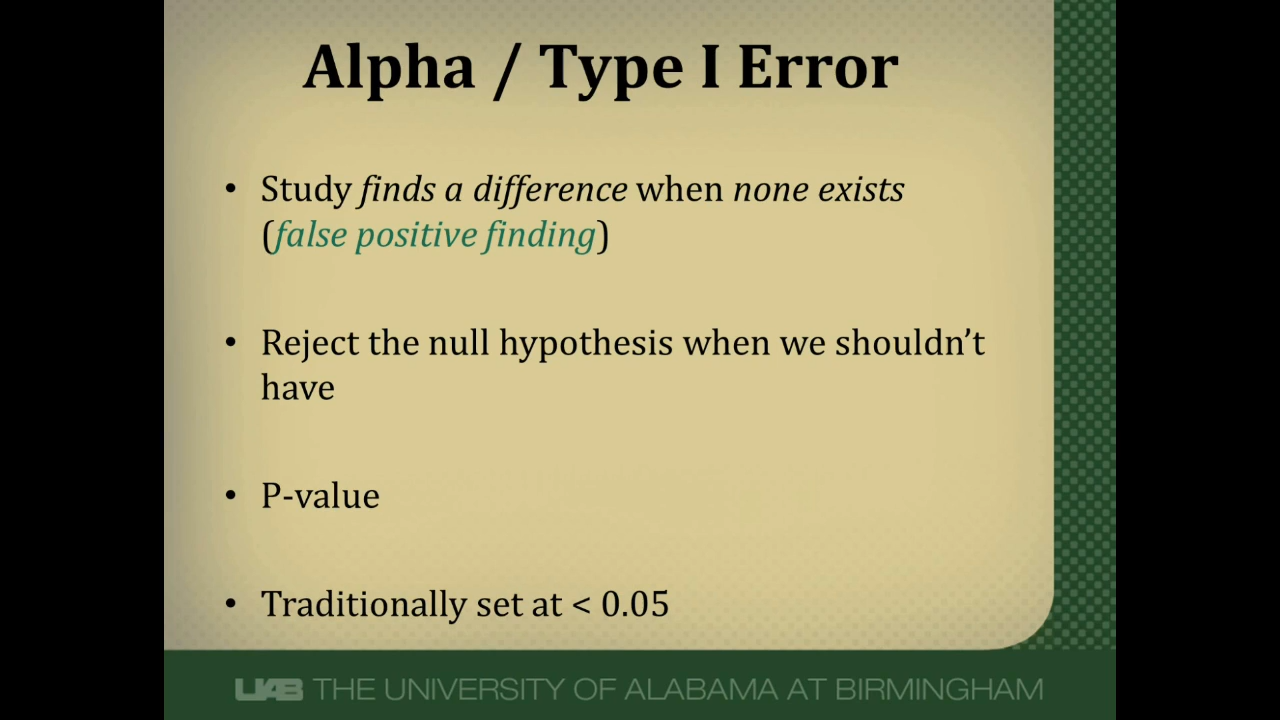 Alpha / Type I Error
• Study finds a difference when none exists
(false positive finding)
• Reject the null hypothesis when we shouldn’t
have
• P-value
• Traditionally set at < 0.05
UAB THE UNIVERSITY OF ALABAMA AT BIRMINGHAM